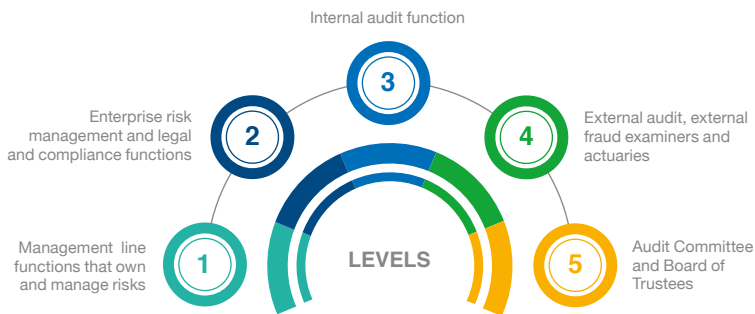 Internal audit function
3
Enterprise risk
management and legal
and compliance functions
2
4
External audit, external
fraud examiners and
actuaries
Management line
functions that own
and manage risks
1
LEVELS
5
Audit Committee
and Board of
Trustees